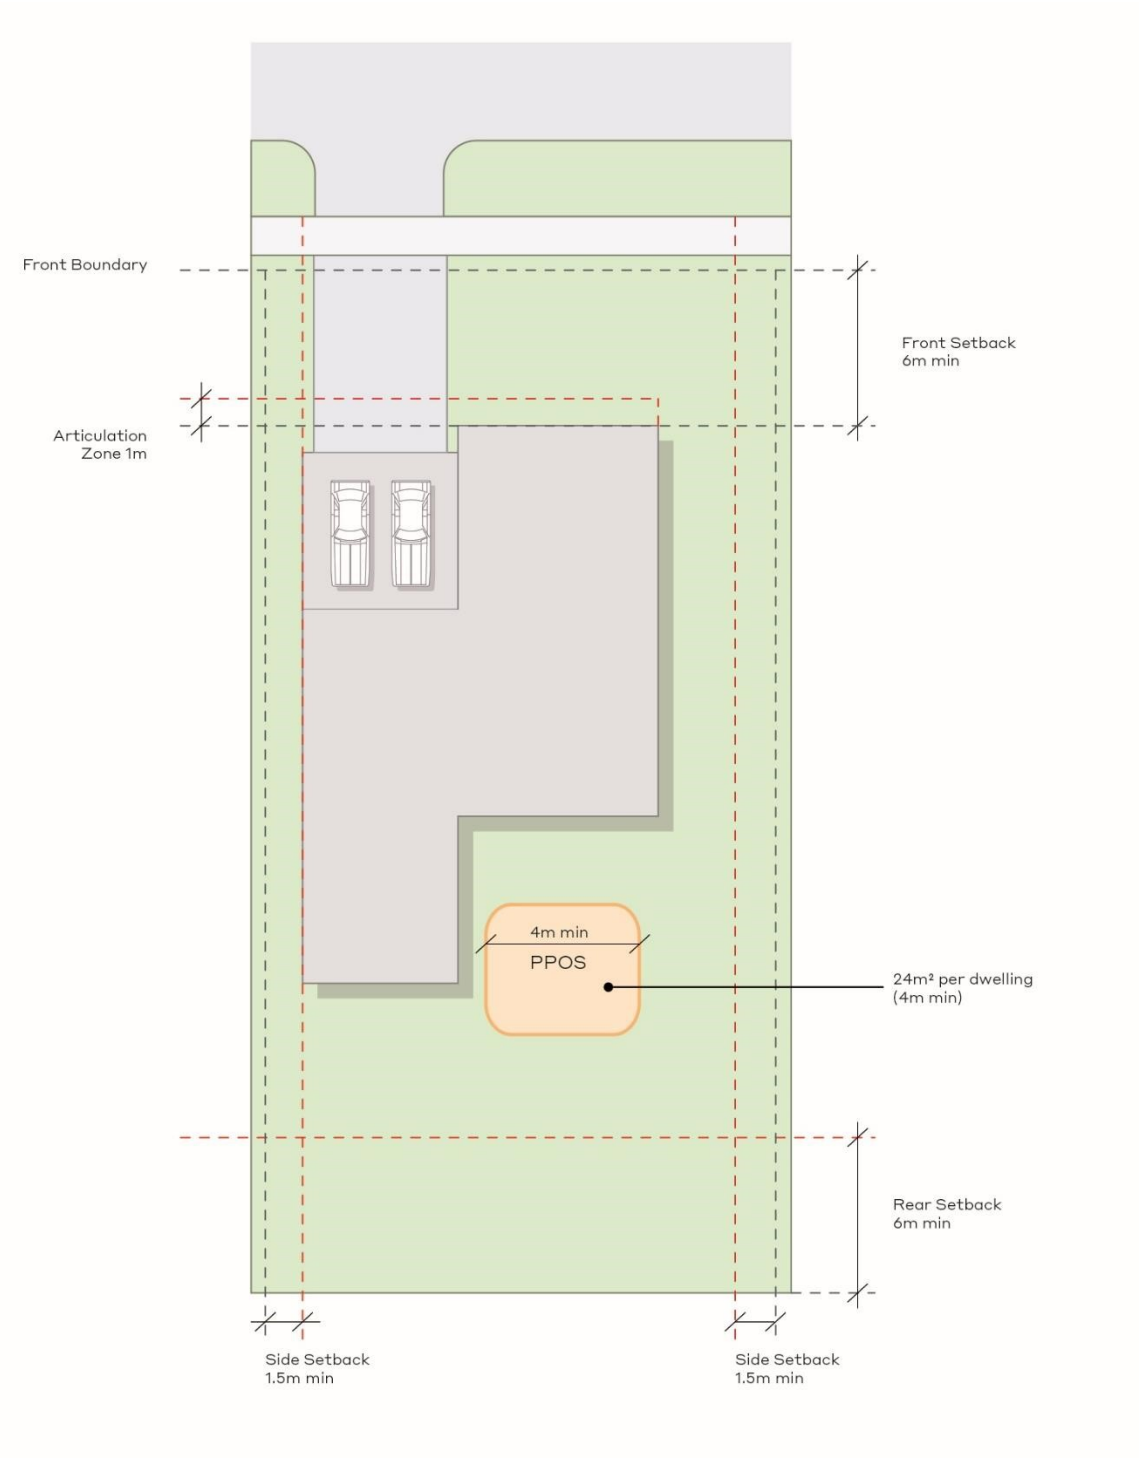 Front Boundary
Front Setback
6m min
Articulation
Zone 1m
4m min
PPOS
24m² per dwelling
(4m min)
Rear Setback
6m min
Side Setback
1.5m min
Side Setback
1.5m min